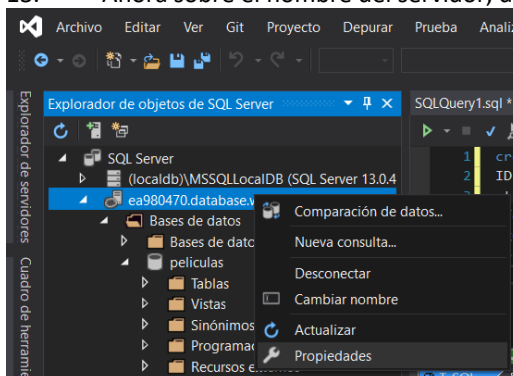 Ahora sobre el nombre del servidor,
Archivo Editar Ver Git Proyecto Depurar Prueba
Explorador de objetos de SQL Server
SQLQuery1.sql *
Explorador de servidores
Cuadro de
SQL Server
(localdb)\MSSQLLocalDB (SQL Server 13.0.4
ea980470.database.w
Bases de datos
Bases de dato
peliculas
Tablas
Vistas
Sinónimos
Recursos
Comparación de datos...
Nueva consulta...
Desconectar
Cambiar nombre
Actualizar
Propiedades
1 cr
2 ID